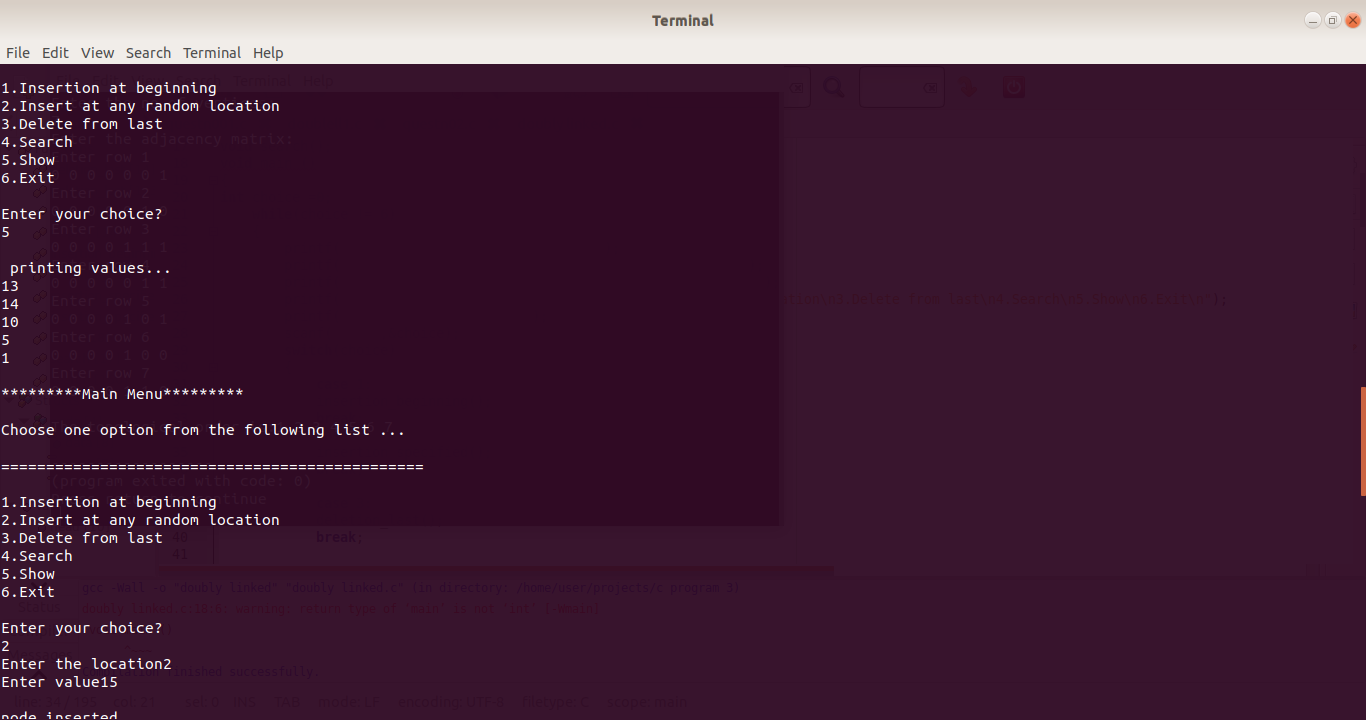 Terminal
File Edit View Search Terminal Help
1.Insertion at beginning
2.Insert at any random location
3.Delete from last
4.Search
5.Show
6.Exit
Enter your choice?
5
printing values...
13
14
10
5
1
*********Main Menu*********
Choose one option from the following list ...
===============================================
1.Insertion at beginning
2.Insert at any random location
3.Delete from last
4.Search
5.Show
6.Exit
Enter your choice?
2
Enter the location2
Enter value15
node inserted